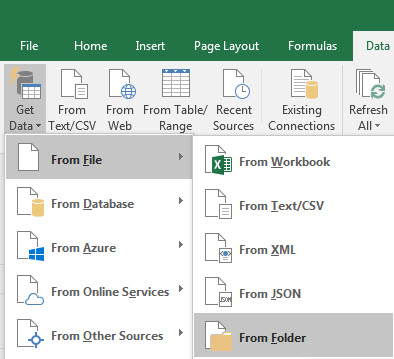 File Home Insert Page Layout Formulas Data
Get Data From Text/CSV From Web From Table/ Range Recent Sources Existing Connections Refresh All
From File
From Database
From Azure
From Online Services
From Other Sources
From Workbook
From Text/CSV
From XML
From JSON
JSON
From Folder